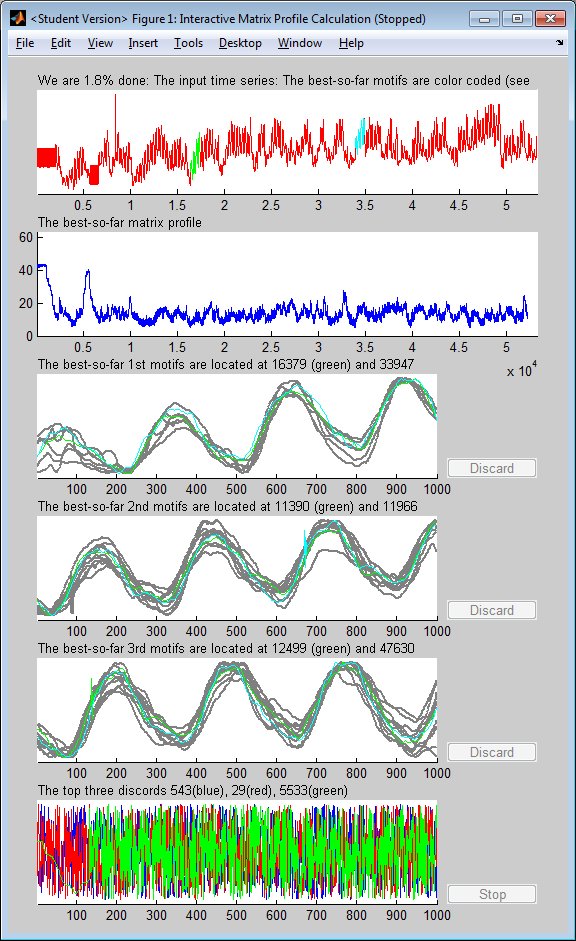 <Student Version> Figure 1: Interactive Matrix Profile Calculation (Stopped)
File Edit View Insert Tools Desktop Window Help
We are 1.8% done: The input time series: The best-so-far motifs are color coded (see
0.5 1 1.5 2 2.5 3 3.5 4 4.5 5
The best-so-far matrix profile
60
40
20
0
0.5 1 1.5 2 2.5 3 3.5 4 4.5 5
x 10^4
The best-so-far 1st motifs are located at 16379 (green) and 33947
Discard
100 200 300 400 500 600 700 800 900 1000
The best-so-far 2nd motifs are located at 11390 (green) and 11966
Discard
100 200 300 400 500 600 700 800 900 1000
The best-so-far 3rd motifs are located at 12499 (green) and 47630
Discard
100 200 300 400 500 600 700 800 900 1000
The top three discords 543(blue), 29(red), 5533(green)
Stop
100 200 300 400 500 600 700 800 900 1000